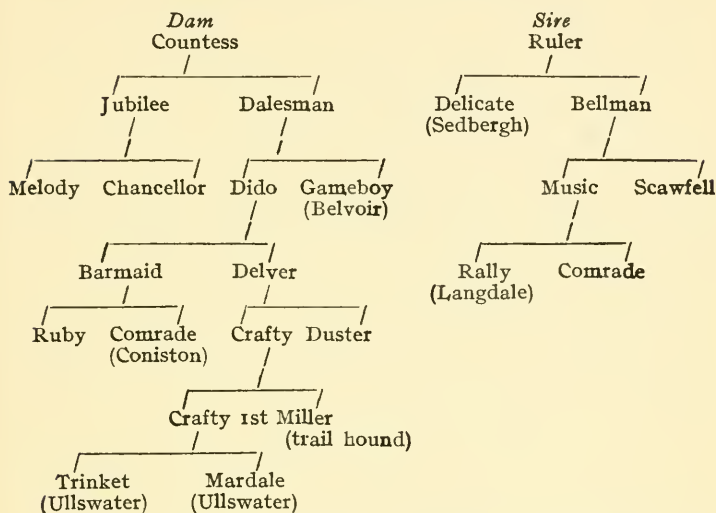 Dam Sire
Countess Ruler
Jubilee Dalesman Delicate Bellman
(Sedbergh)
Melody Chancellor Dido Gameboy Music Scawfell
(Belvoir)
Barmaid Delver Rally Comrade
(Langdale)
Ruby Comrade Crafty Duster
(Coniston)
Crafty 1st Miller
(trail hound)
Trinket Mardale
(Ullswater) (Ullswater)